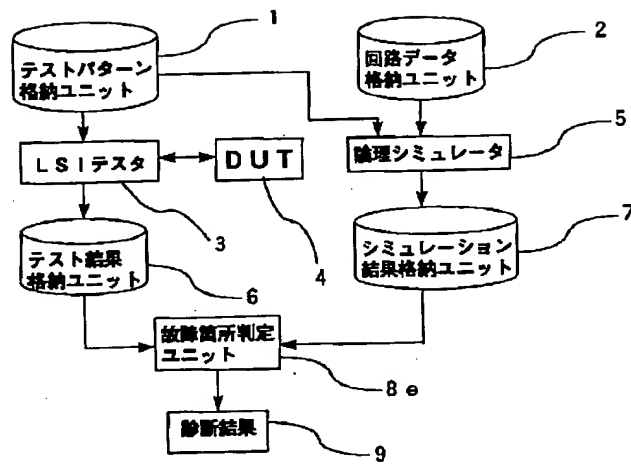 1
2
テストパターン
格納ユニット
回路データ
格納ユニット
5
LSIテスタ
DUT
論理シミュレータ
3
4
7
テスト結果
格納ユニット
シミュレーション
結果格納ユニット
6
故障箇所判定
ユニット
8e
診断結果
9